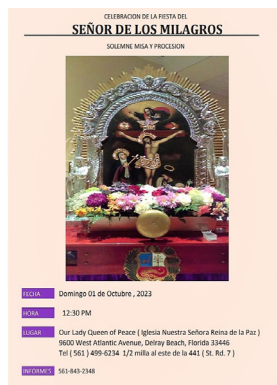 CELEBRACION DE LA FIESTA DEL
SEÑOR DE LOS MILAGROS
SOLEMNE MISA Y PROCESION
FECHA Domingo 01 de Octubre , 2023
HORA 12:30 PM
LUGAR Our Lady Queen of Peace ( Iglesia Nuestra Señora Reina de la Paz )
9600 West Atlantic Avenue, Delray Beach, Florida 33446
Tel ( 561 ) 499-6234 1/2 milla al este de la 441 ( St. Rd. 7 )
INFORMES 561-843-2348